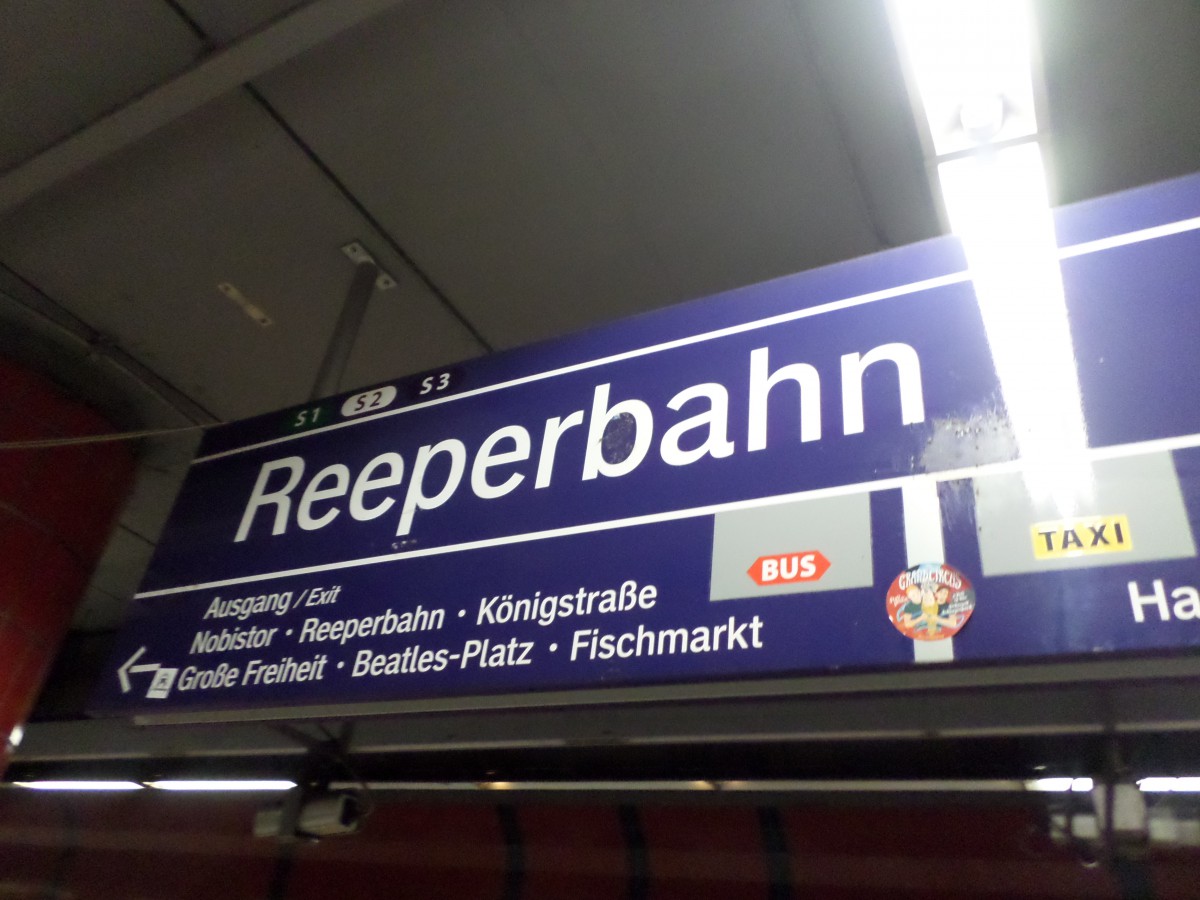 S1 S2 S3
Reeperbahn
BUS
TAXI
Ausgang / Exit
Nobistor · Reeperbahn · Königstraße
Große Freiheit · Beatles-Platz · Fischmarkt
Ha